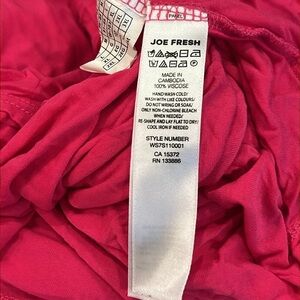 JOE FRESH
MADE IN
CAMBODIA
100% VISCOSE
HAND WASH COLD/
WASH WITH LIKE COLOURS/
DO NOT WRING OR SOAK/
ONLY NON-CHLORINE BLEACH
WHEN NEEDED/
RE-SHAPE AND LAY FLAT TO DRY/
COOL IRON IF NEEDED
STYLE NUMBER
WS7S110001
CA 15372
RN 133886